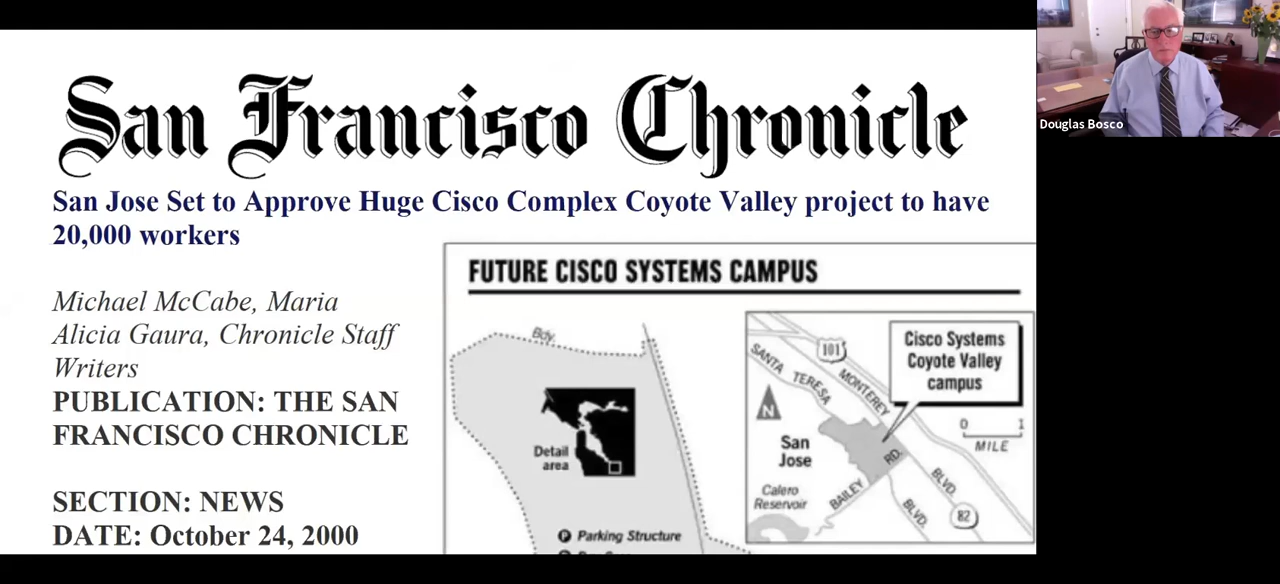 San Francisco Chronicle
San Jose Set to Approve Huge Cisco Complex Coyote Valley project to have
20,000 workers
Michael McCabe, Maria
Alicia Gaura, Chronicle Staff
Writers
PUBLICATION: THE SAN
FRANCISCO CHRONICLE
SECTION: NEWS
DATE: October 24, 2000
FUTURE CISCO SYSTEMS CAMPUS
Bdy.
Detail
area
P Parking Structure
101
SANTA TERESA
MONTEREY
Cisco Systems
Coyote Valley
campus
N
0 1
MILE
San
Jose
RD.
BAILEY
BLVD.
BLVD.
82
Calero
Reservoir
Douglas Bosco